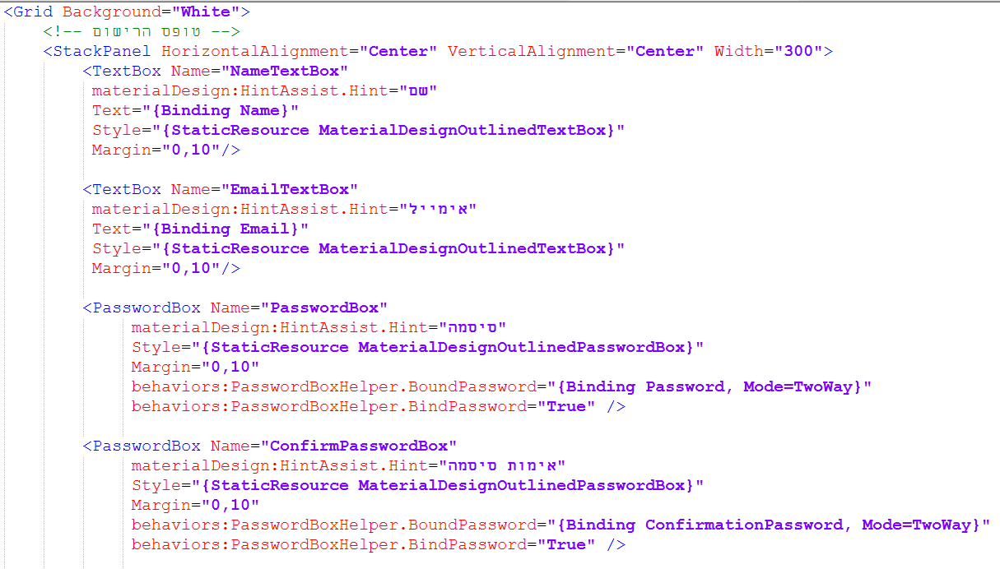 <Grid Background="White">
<!-- טופס הרישום -->
<StackPanel HorizontalAlignment="Center" VerticalAlignment="Center" Width="300">
<TextBox Name="NameTextBox"
materialDesign:HintAssist.Hint="שם"
Text="{Binding Name}"
Style="{StaticResource MaterialDesignOutlinedTextBox}"
Margin="0,10"/>
<TextBox Name="EmailTextBox"
materialDesign:HintAssist.Hint="אימייל"
Text="{Binding Email}"
Style="{StaticResource MaterialDesignOutlinedTextBox}"
Margin="0,10"/>
<PasswordBox Name="PasswordBox"
materialDesign:HintAssist.Hint="סיסמה"
Style="{StaticResource MaterialDesignOutlinedPasswordBox}"
Margin="0,10"
behaviors:PasswordBoxHelper.BoundPassword="{Binding Password, Mode=TwoWay}"
behaviors:PasswordBoxHelper.BindPassword="True" />
<PasswordBox Name="ConfirmPasswordBox"
materialDesign:HintAssist.Hint="אימות סיסמה"
Style="{StaticResource MaterialDesignOutlinedPasswordBox}"
Margin="0,10"
behaviors:PasswordBoxHelper.BoundPassword="{Binding ConfirmationPassword, Mode=TwoWay}"
behaviors:PasswordBoxHelper.BindPassword="True" />